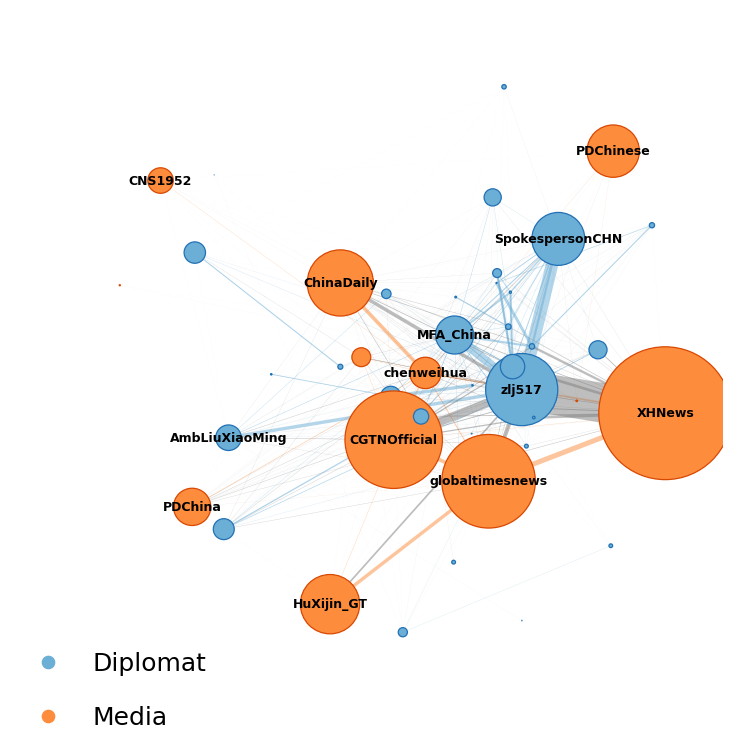 PDChinese
CNS1952
SpokespersonCHN
ChinaDaily
MFA_China
chenweihua
zlj517
XHNews
AmbLiuXiaoMing
CGTNOfficial
globaltimesnews
PDChina
HuXijin_GT
Diplomat
Media